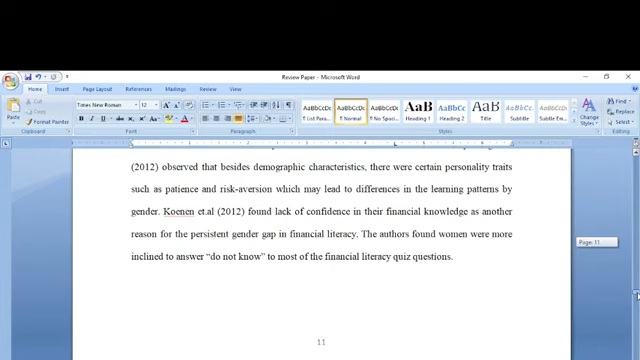 Review Paper - Microsoft Word
Home Insert Page Layout References Mailings Review View
Cut
Copy
Paste
Format Painter
Times New Roman 12
AaBbCcDc AaBbCcDc AaBbCcDc AaBbC AaBbCc AaB AaBbCc. AaBbCcDc
¶ List Para... ¶ Normal ¶ No Spaci... Heading 1 Heading 2 Title Subtitle Subtle Em...
Change Styles
Find
Replace
Select
Clipboard Font Paragraph Styles Editing
(2012) observed that besides demographic characteristics, there were certain personality traits
such as patience and risk-aversion which may lead to differences in the learning patterns by
gender. Koenen et.al (2012) found lack of confidence in their financial knowledge as another
reason for the persistent gender gap in financial literacy. The authors found women were more
inclined to answer “do not know” to most of the financial literacy quiz questions.
Page: 11
11